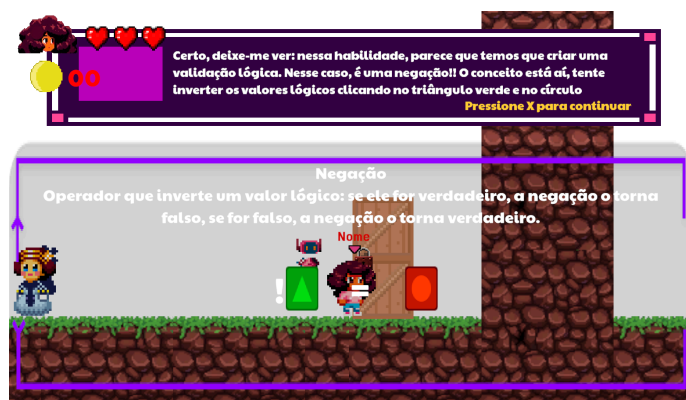 00
Certo, deixe-me ver: nessa habilidade, parece que temos que criar uma
validação lógica. Nesse caso, é uma negação!! O conceito está aí, tente
inverter os valores lógicos clicando no triângulo verde e no círculo
Pressione X para continuar
Negação
Operador que inverte um valor lógico: se ele for verdadeiro, a negação o torna
falso, se for falso, a negação o torna verdadeiro.
Nome
!
X